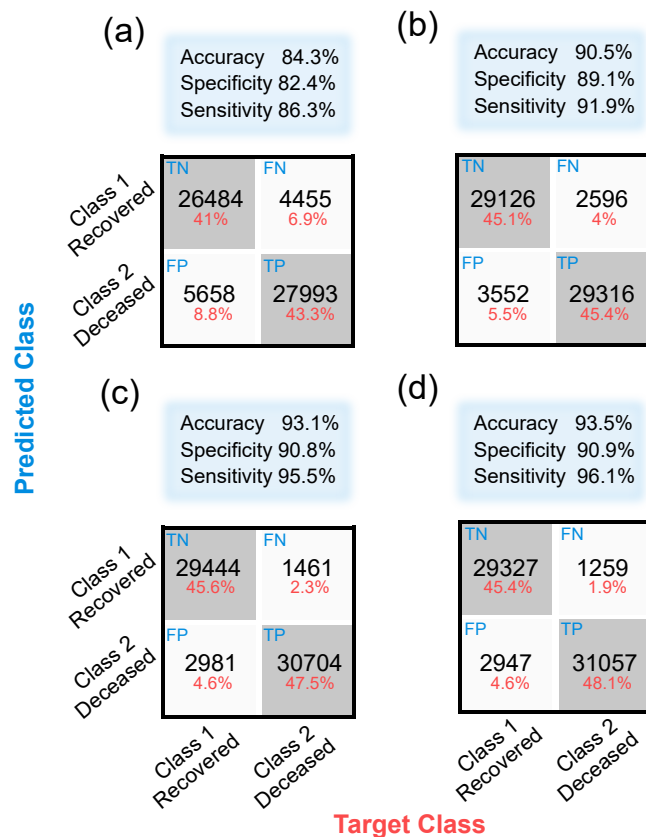 (a)
Accuracy 84.3%
Specificity 82.4%
Sensitivity 86.3%
TN
FN
Class 1
Recovered
26484
4455
41%
6.9%
FP
TP
Class 2
Deceased
5658
27993
8.8%
43.3%
(b)
Accuracy 90.5%
Specificity 89.1%
Sensitivity 91.9%
TN
FN
29126
2596
45.1%
4%
FP
TP
3552
29316
5.5%
45.4%
Predicted Class
(c)
Accuracy 93.1%
Specificity 90.8%
Sensitivity 95.5%
TN
FN
Class 1
Recovered
29444
1461
45.6%
2.3%
FP
TP
Class 2
Deceased
2981
30704
4.6%
47.5%
Class 1
Recovered
Class 2
Deceased
(d)
Accuracy 93.5%
Specificity 90.9%
Sensitivity 96.1%
TN
FN
29327
1259
45.4%
1.9%
FP
TP
2947
31057
4.6%
48.1%
Class 1
Recovered
Class 2
Deceased
Target Class